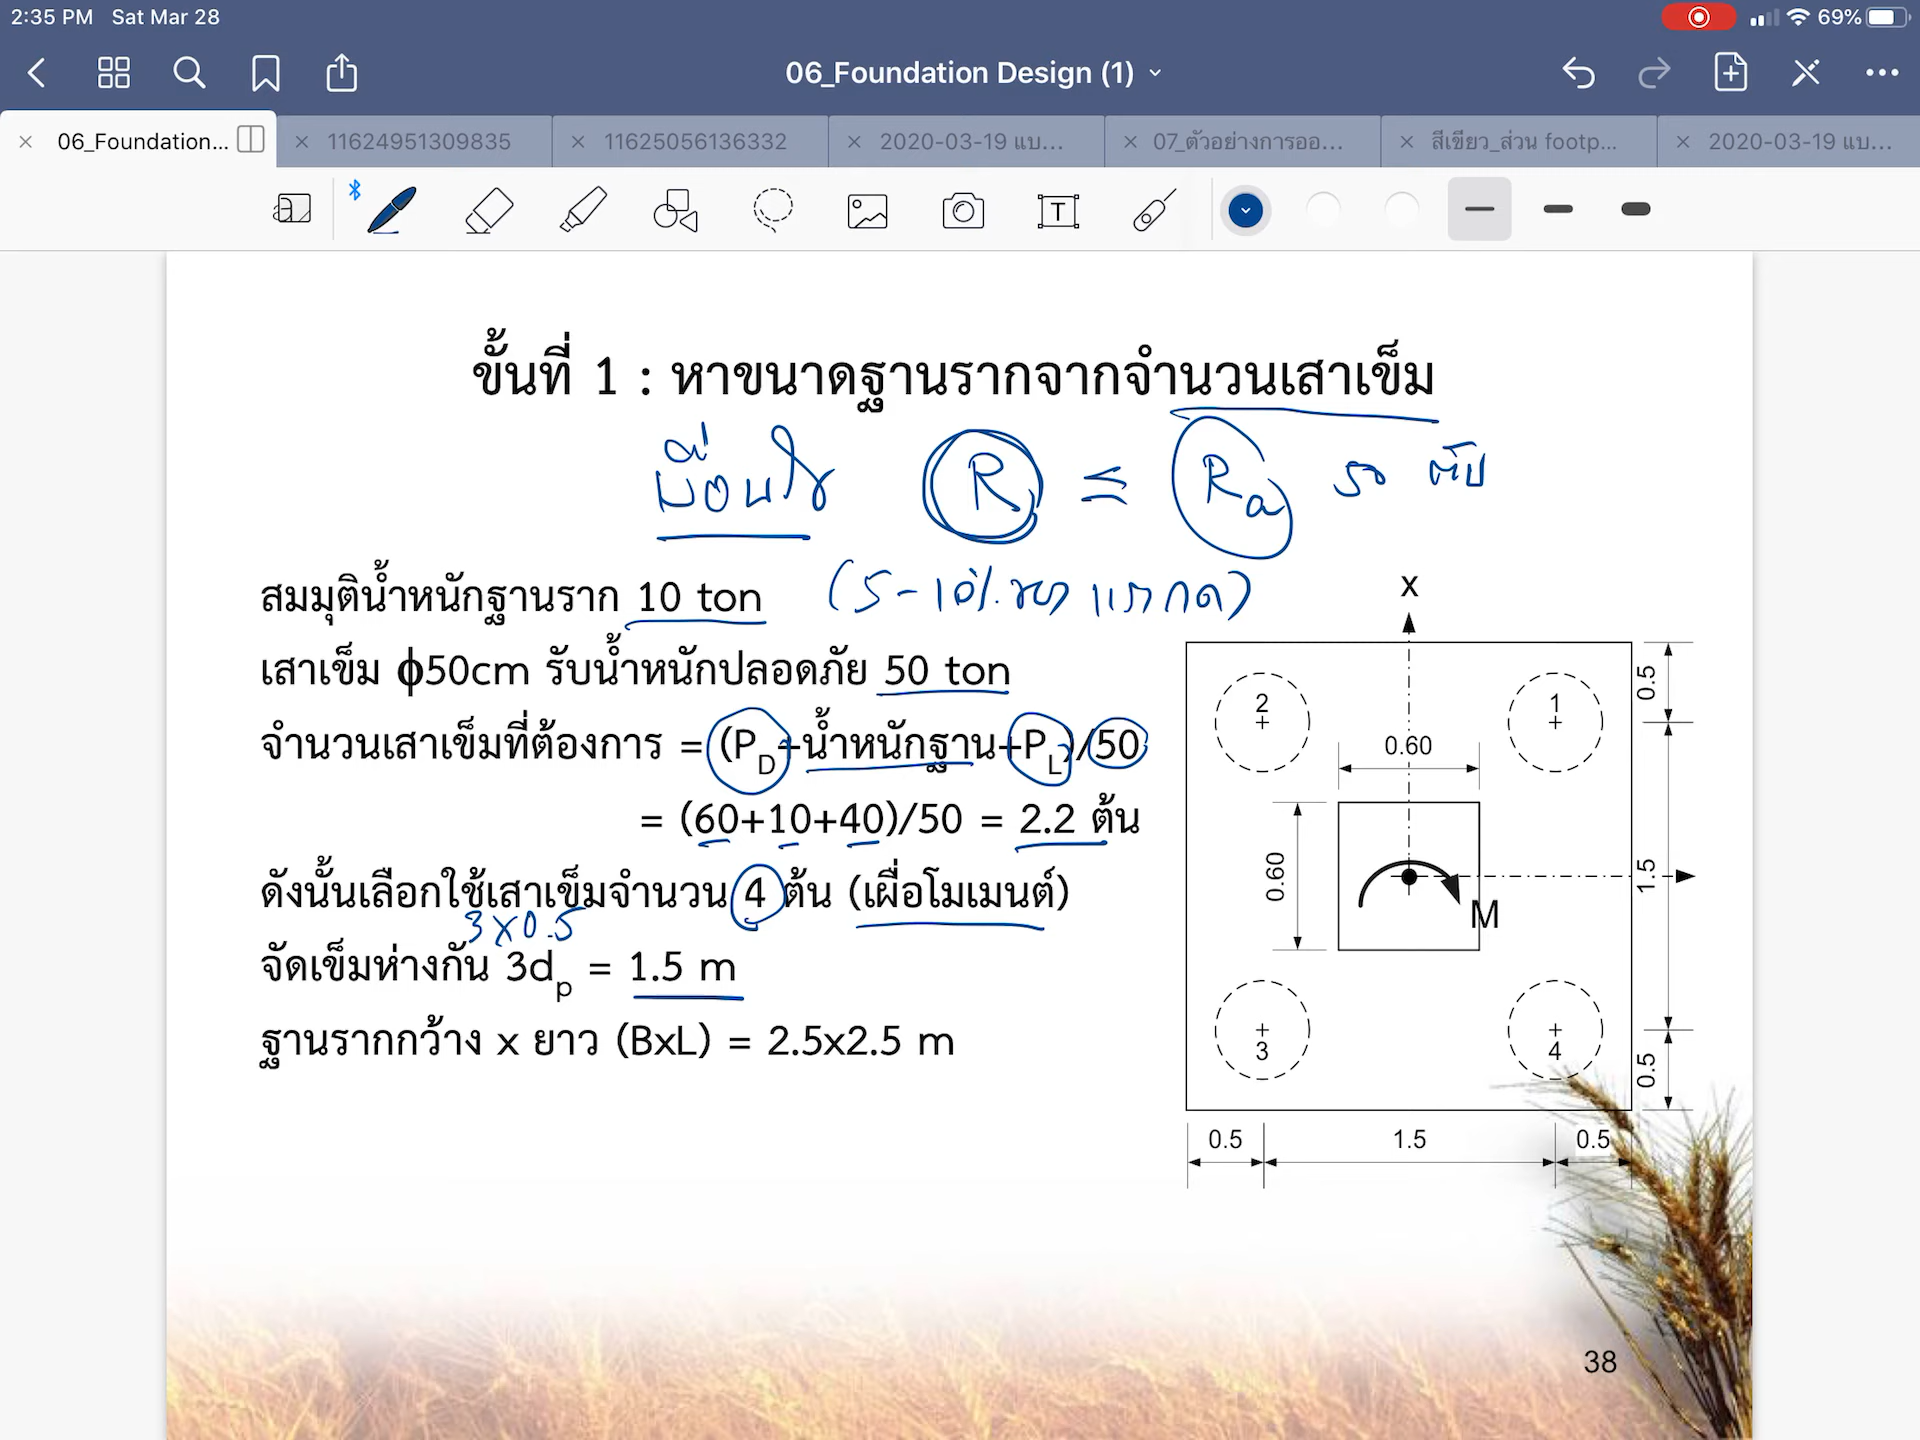 2:35 PM Sat Mar 28
69%
06_Foundation Design (1)
06_Foundation...
11624951309835
11625056136332
2020-03-19 แบ...
07_ตัวอย่างการออ...
สีเขียว_ส่วน footp...
2020-03-19 แบ...
ขั้นที่ 1 : หาขนาดฐานรากจากจำนวนเสาเข็ม
R ≤ Ra 50 ตัน
สมมุติน้ำหนักฐานราก 10 ton (5-10%.ของ แรงกด)
เสาเข็ม ϕ50cm รับน้ำหนักปลอดภัย 50 ton
จำนวนเสาเข็มที่ต้องการ = (PD+น้ำหนักฐาน+PL)/50
= (60+10+40)/50 = 2.2 ต้น
ดังนั้นเลือกใช้เสาเข็มจำนวน 4 ต้น (เผื่อโมเมนต์)
3x0.5
จัดเข็มห่างกัน 3dp = 1.5 m
ฐานรากกว้าง x ยาว (BxL) = 2.5x2.5 m
x
2
1
0.5
0.60
0.60
1.5
M
3
4
0.5
0.5
1.5
0.5
38